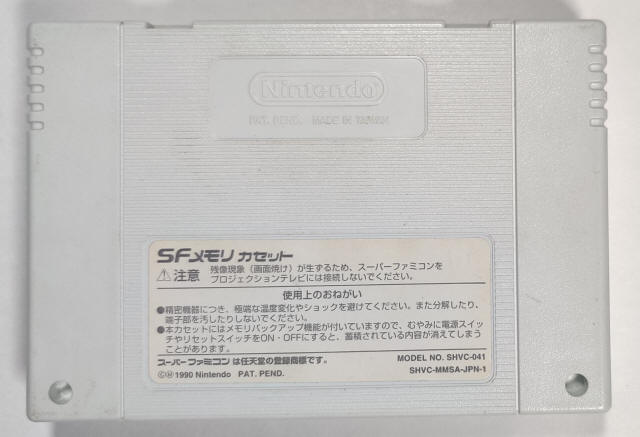 Nintendo
PAT. PEND. MADE IN TAIWAN
SFメモリ カセット
⚠注意 残像現象（画面焼け）が生ずるため、スーパーファミコンを
プロジェクションテレビには接続しないでください。
使用上のおねがい
●精密機器につき、極端な温度変化やショックを避けてください。また分解したり、
端子部を汚したりしないでください。
●本カセットにはメモリバックアップ機能が付いていますので、むやみに電源スイッ
チやリセットスイッチをON・OFFにすると、蓄積されている内容が消えてしまう
ことがあります。
スーパーファミコンは任天堂の登録商標です。
MODEL NO. SHVC-041
©Ⓗ1990 Nintendo PAT. PEND.
SHVC-MMSA-JPN-1